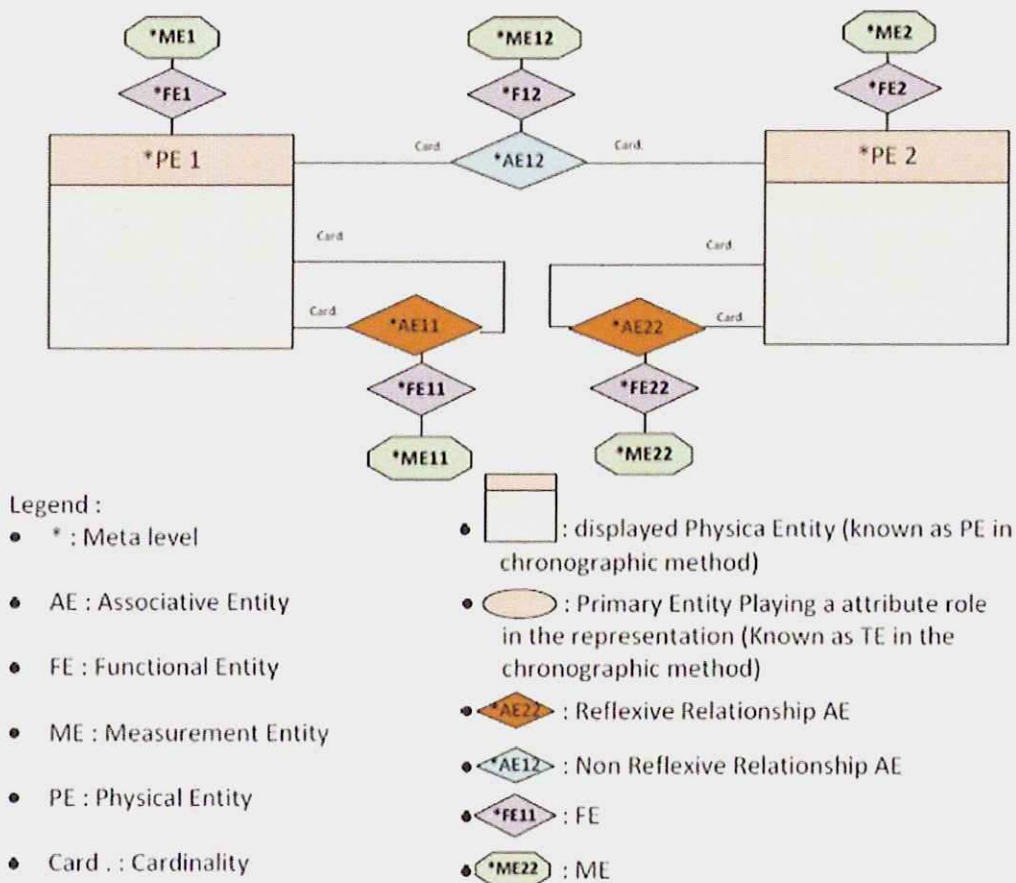 *ME1
*ME12
*ME2
*FE1
*F12
*FE2
*PE 1
Card.
*AE12
Card.
*PE 2
Card.
Card.
Card.
*AE11
*AE22
Card.
*FE11
*FE22
*ME11
*ME22
Legend :
* : Meta level
AE : Associative Entity
FE : Functional Entity
ME : Measurement Entity
PE : Physical Entity
Card . : Cardinality
: displayed Physica Entity (known as PE in
chronographic method)
: Primary Entity Playing a attribute role
in the representation (Known as TE in the
chronographic method)
*AE22 : Reflexive Relationship AE
*AE12 : Non Reflexive Relationship AE
*FE11 : FE
*ME22 : ME